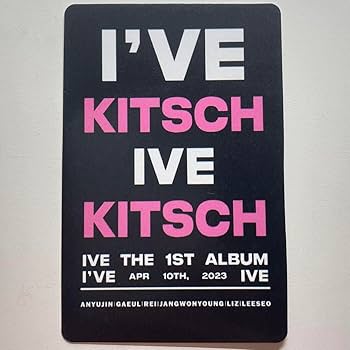 I'VE
KITSCH
IVE
KITSCH
IVE THE 1ST ALBUM
I'VE APR 10TH, 2023 IVE
ANYUJIN|GAEUL|REI|JANGWONYOUNG|LIZ|LEESEO